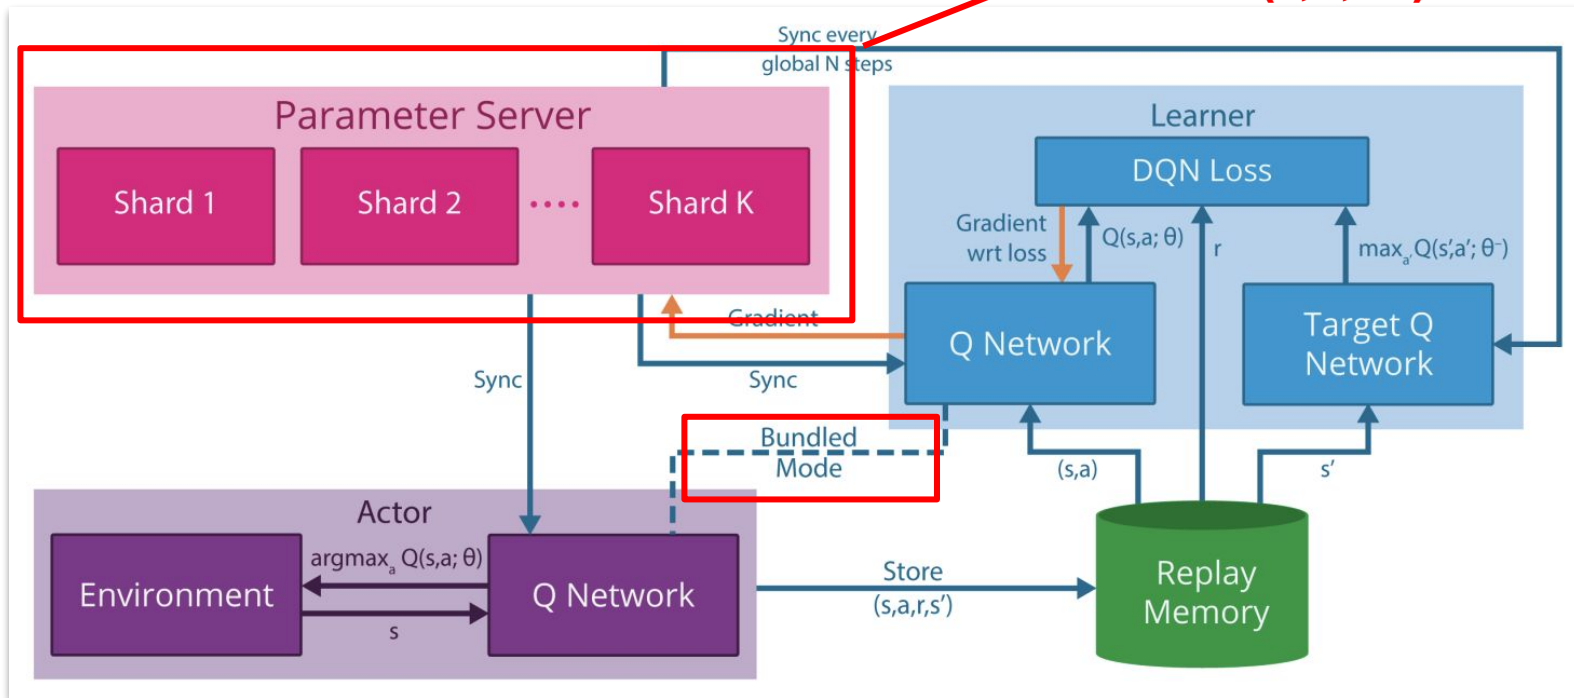 Sync every
global N steps
Parameter Server
Shard 1
Shard 2
....
Shard K
Learner
DQN Loss
Gradient
wrt loss
Q(s,a; θ)
r
maxₐ' Q(s',a'; θ⁻)
Q Network
Target Q
Network
Gradient
Sync
Sync
Bundled
Mode
(s,a)
s'
Actor
Environment
argmaxₐ Q(s,a; θ)
s
Q Network
Store
(s,a,r,s')
Replay
Memory